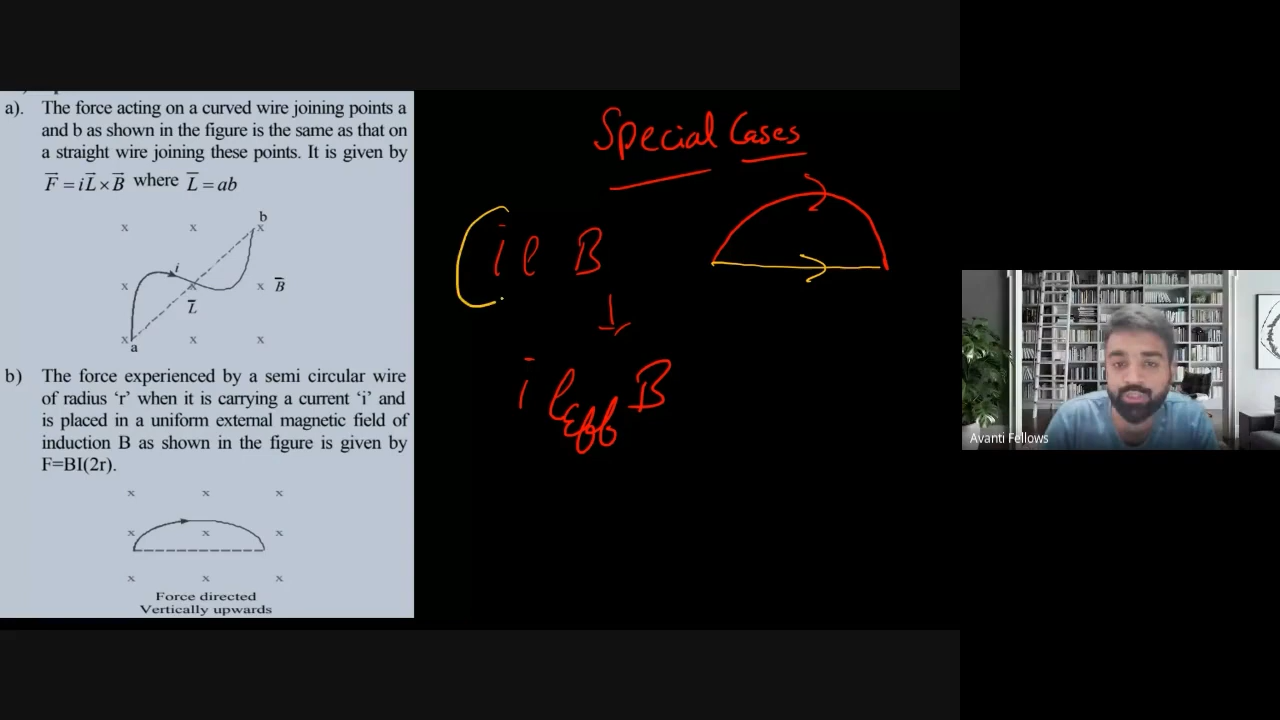 a). The force acting on a curved wire joining points a
and b as shown in the figure is the same as that on
a straight wire joining these points. It is given by
F⃗ = iL⃗ × B⃗ where L̅ = ab
x x b
x
i
x x x B̅
L̅
x a x x
b) The force experienced by a semi circular wire
of radius ‘r’ when it is carrying a current ‘i’ and
is placed in a uniform external magnetic field of
induction B as shown in the figure is given by
F=BI(2r).
x x x
x x x
x x x
Force directed
Vertically upwards
Special Cases
i l B
i l eff B
Avanti Fellows